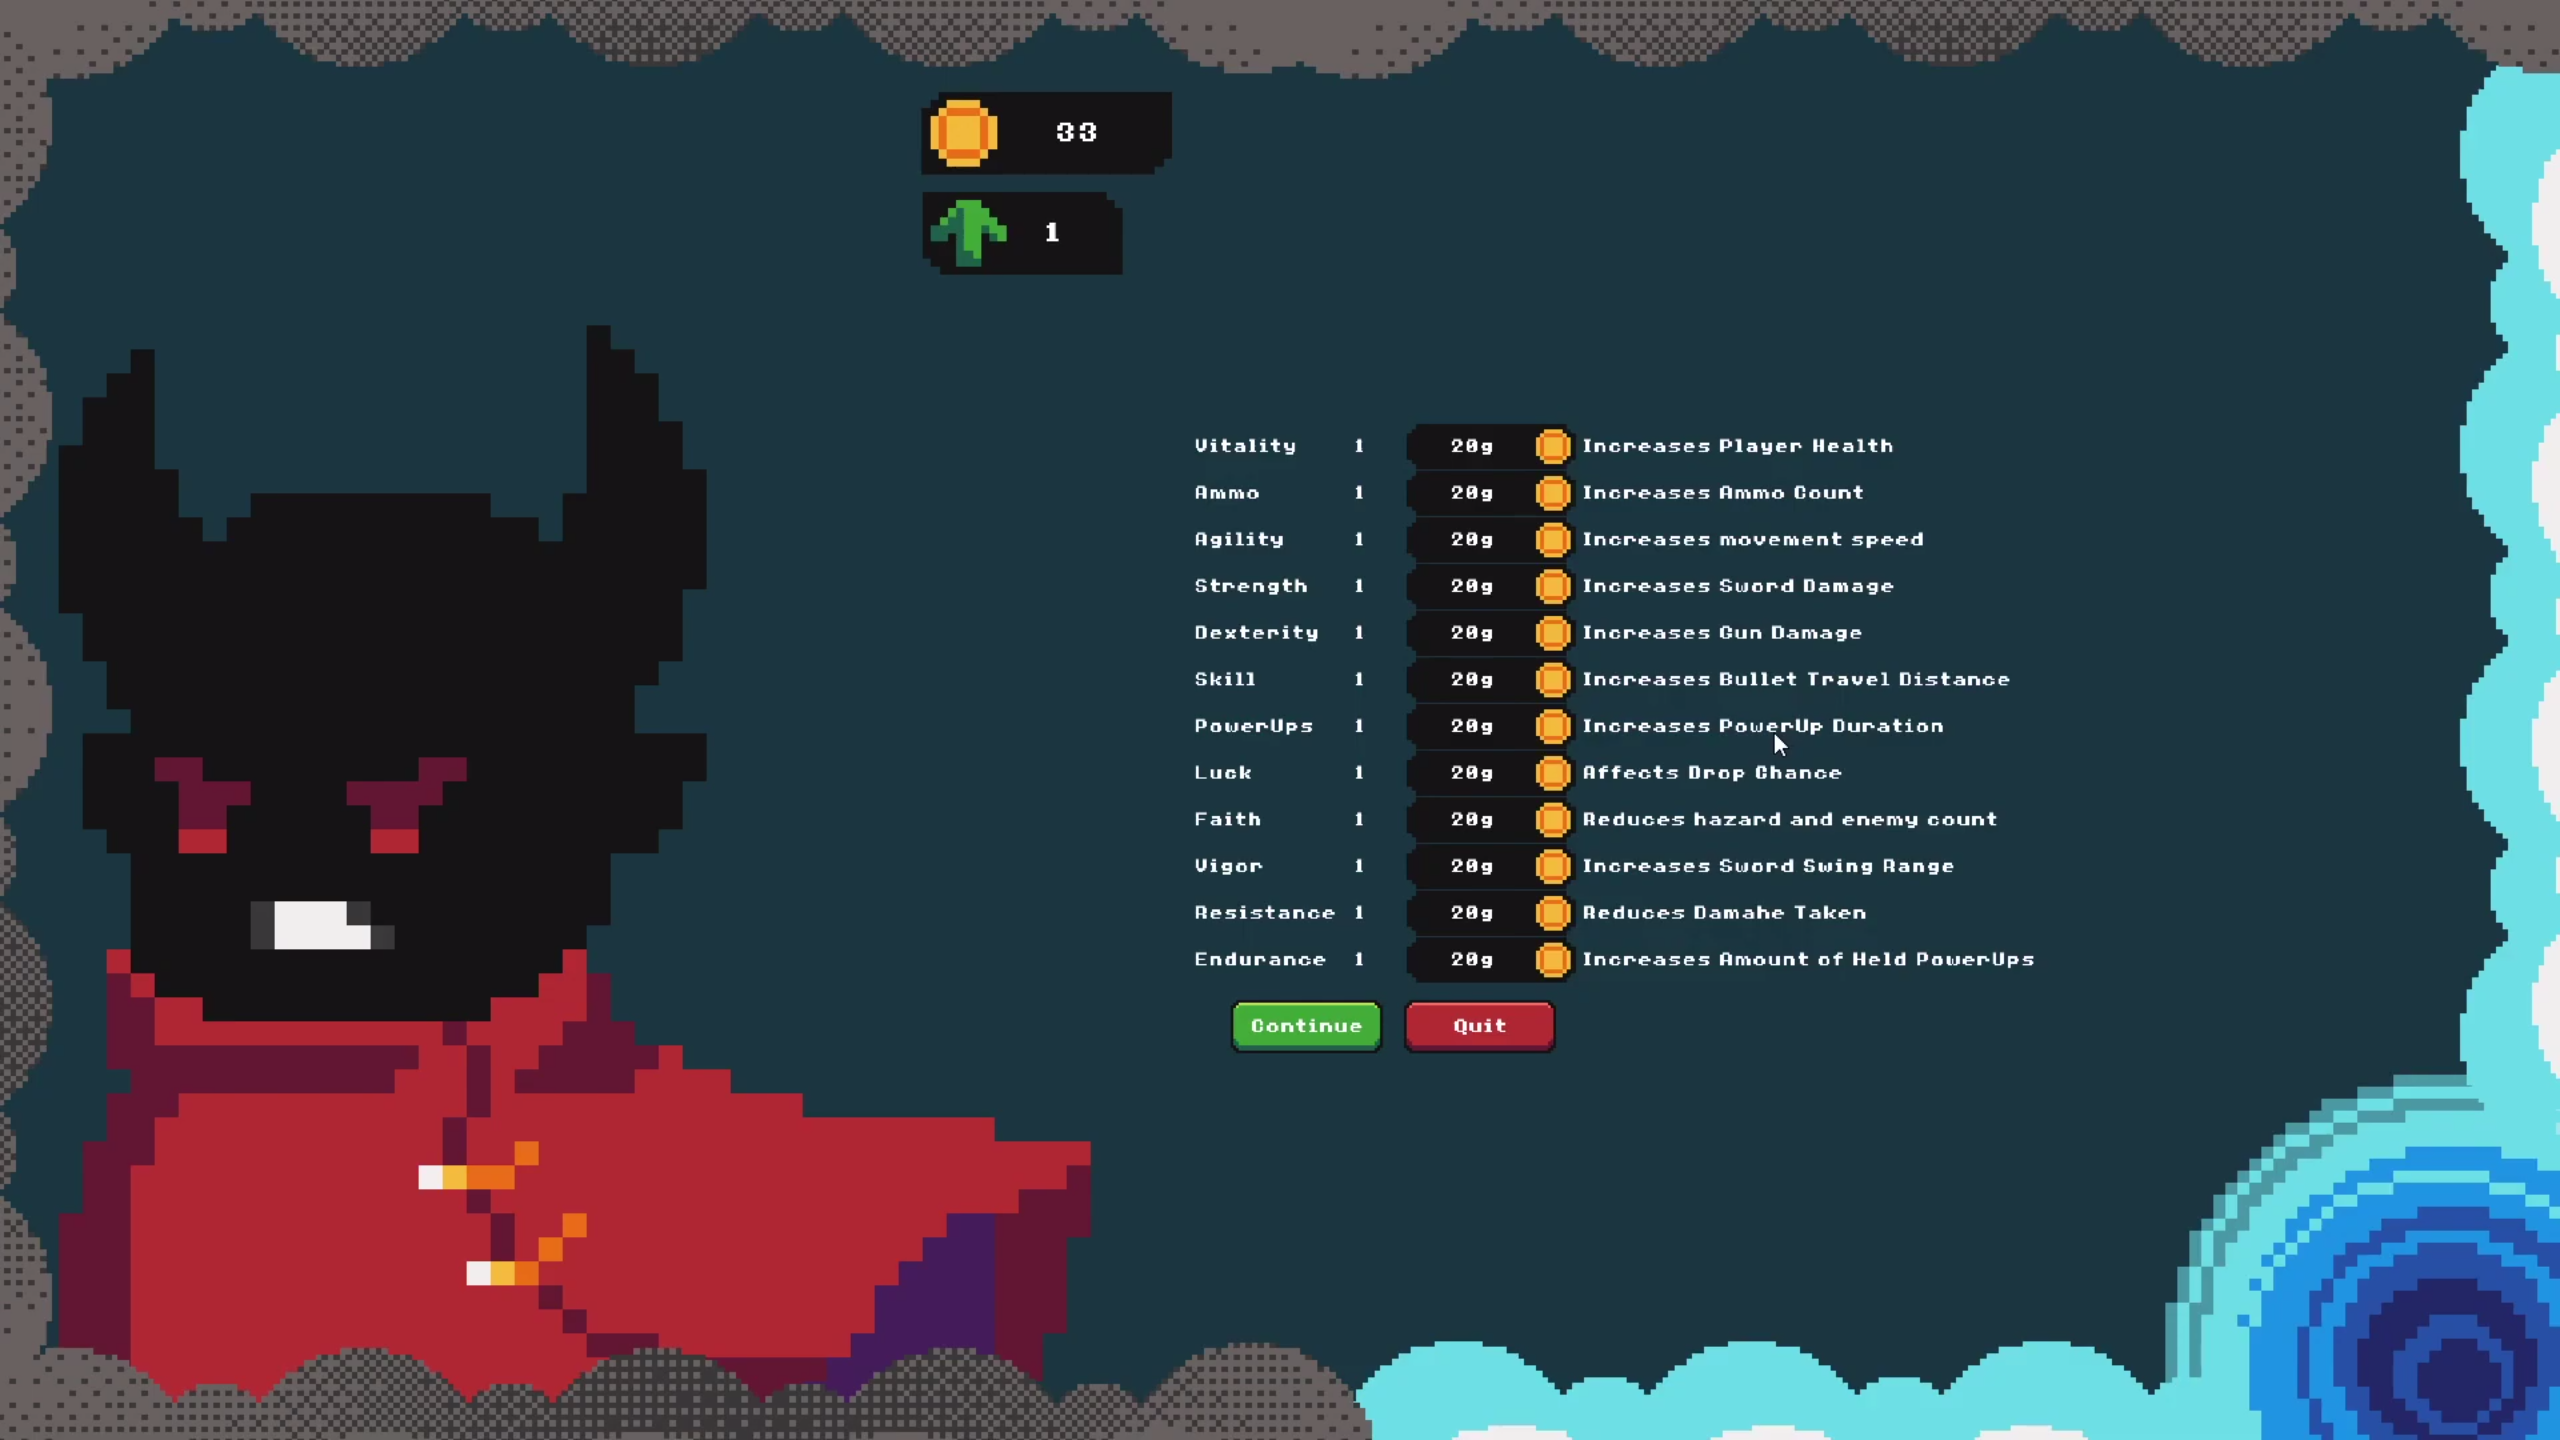 33
1
Vitality 1 20g Increases Player Health
Ammo 1 20g Increases Ammo Count
Agility 1 20g Increases movement speed
Strength 1 20g Increases Sword Damage
Dexterity 1 20g Increases Gun Damage
Skill 1 20g Increases Bullet Travel Distance
PowerUps 1 20g Increases PowerUp Duration
Luck 1 20g Affects Drop Chance
Faith 1 20g Reduces hazard and enemy count
Vigor 1 20g Increases Sword Swing Range
Resistance 1 20g Reduces Damahe Taken
Endurance 1 20g Increases Amount of Held PowerUps
Continue Quit